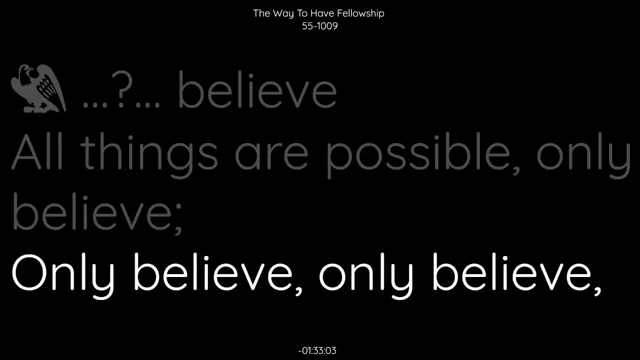 The Way To Have Fellowship
55-1009
...?... believe
All things are possible, only
believe;
Only believe, only believe,
-01:33:03